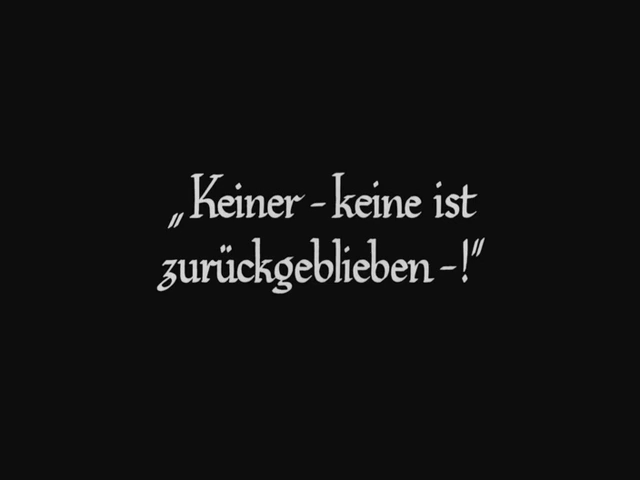 „Keiner - keine ist
zurückgeblieben - !"